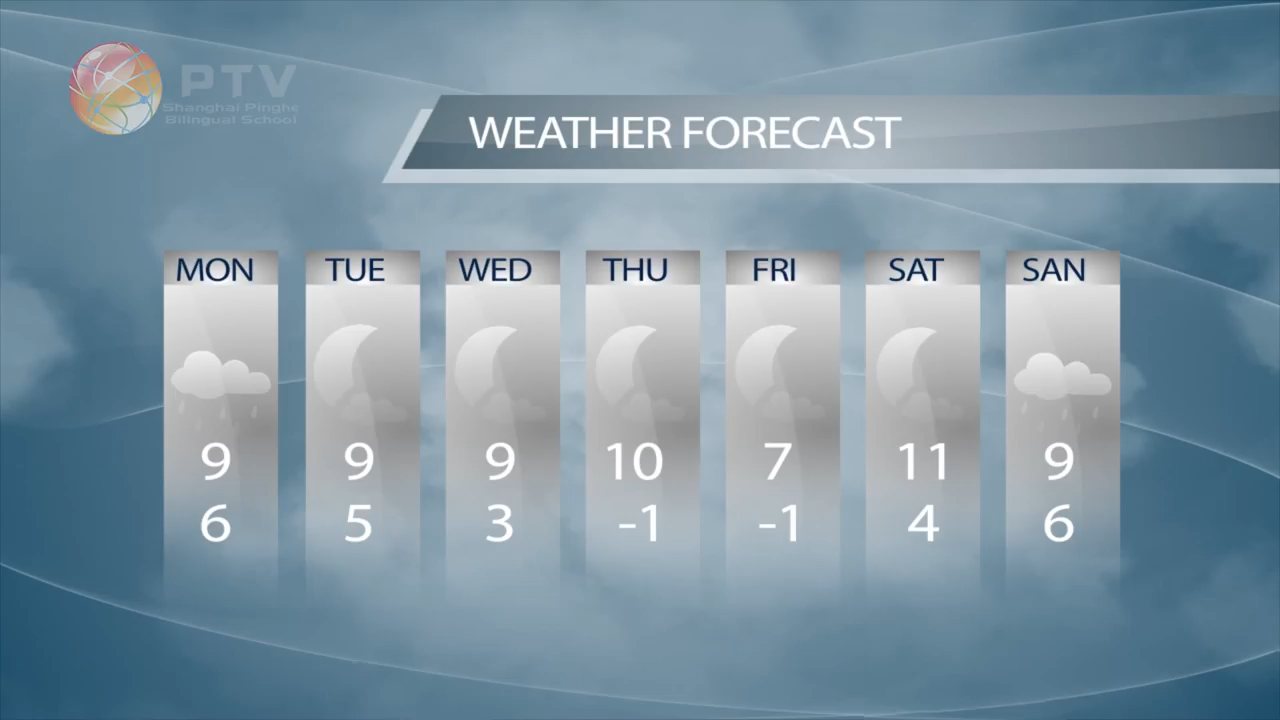 PTV
Shanghai Pinghe
Bilingual School
WEATHER FORECAST
MON TUE WED THU FRI SAT SAN
9 9 9 10 7 11 9
6 5 3 -1 -1 4 6